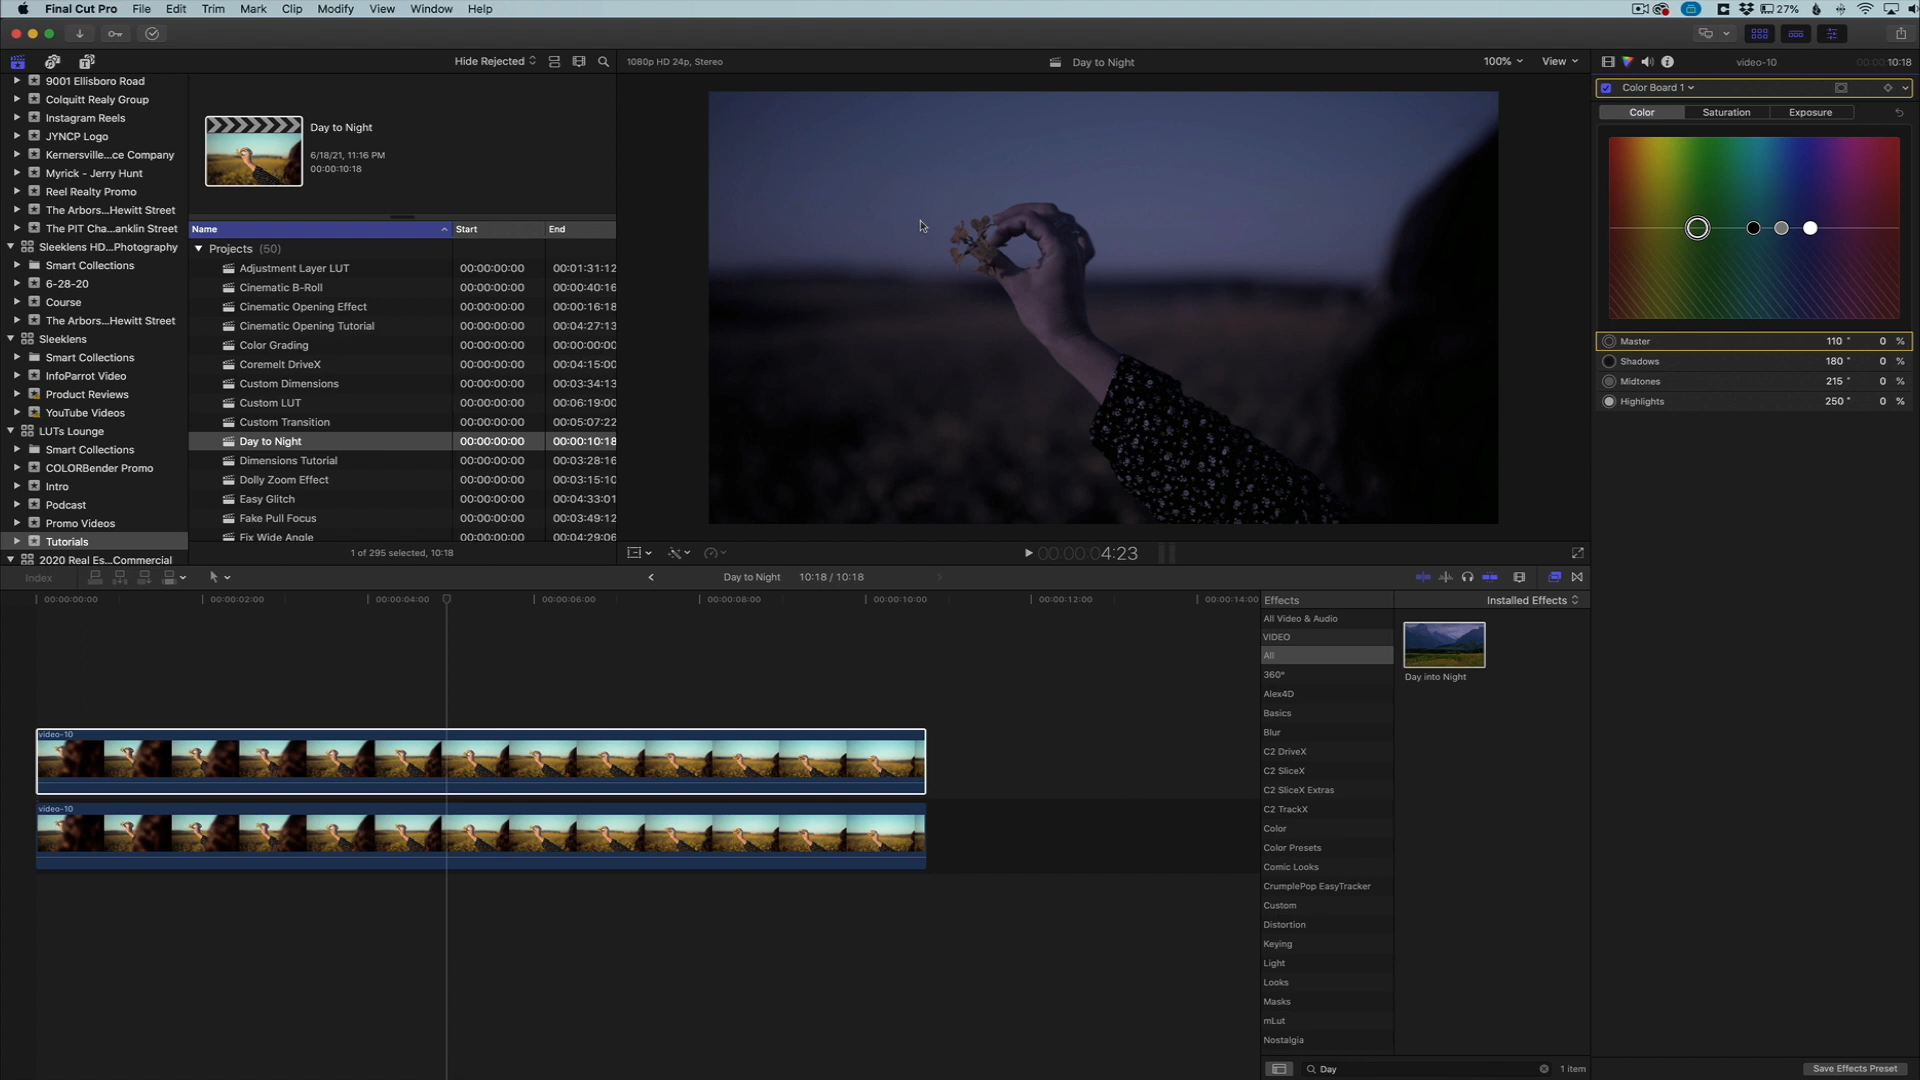 Final Cut Pro File Edit Trim Mark Clip Modify View Window Help 27%
Hide Rejected 1080p HD 24p, Stereo Day to Night 100% View video-10 10:18
9001 Ellisboro Road
Colquitt Realy Group
Instagram Reels
JYNCP Logo
Kernersville...ce Company
Myrick - Jerry Hunt
Reel Realty Promo
The Arbors...Hewitt Street
The PIT Cha...anklin Street
Sleeklens HD...Photography
Smart Collections
6-28-20
Course
The Arbors...Hewitt Street
Sleeklens
Smart Collections
InfoParrot Video
Product Reviews
YouTube Videos
LUTs Lounge
Smart Collections
COLORBender Promo
Intro
Podcast
Promo Videos
Tutorials
2020 Real Es...Commercial
Day to Night
6/18/21, 11:16 PM
00:00:10:18
Name Start End
Projects (50)
Adjustment Layer LUT 00:00:00:00 00:01:31:12
Cinematic B-Roll 00:00:00:00 00:00:40:16
Cinematic Opening Effect 00:00:00:00 00:00:16:18
Cinematic Opening Tutorial 00:00:00:00 00:04:27:13
Color Grading 00:00:00:00 00:00:00:00
Coremelt DriveX 00:00:00:00 00:04:15:00
Custom Dimensions 00:00:00:00 00:03:34:13
Custom LUT 00:00:00:00 00:06:19:00
Custom Transition 00:00:00:00 00:05:07:22
Day to Night 00:00:00:00 00:00:10:18
Dimensions Tutorial 00:00:00:00 00:03:28:16
Dolly Zoom Effect 00:00:00:00 00:03:15:10
Easy Glitch 00:00:00:00 00:04:33:01
Fake Pull Focus 00:00:00:00 00:03:49:12
Fix Wide Angle 00:00:00:00 00:04:29:06
1 of 295 selected, 10:18
00:00:00:04:23
Color Board 1
Color Saturation Exposure
Master 110 ° 0 %
Shadows 180 ° 0 %
Midtones 215 ° 0 %
Highlights 250 ° 0 %
Index Day to Night 10:18 / 10:18
00:00:00:00 00:00:02:00 00:00:04:00 00:00:06:00 00:00:08:00 00:00:10:00 00:00:12:00 00:00:14:00
video-10
video-10
Effects Installed Effects
All Video & Audio
VIDEO
All
360°
Alex4D
Basics
Blur
C2 DriveX
C2 SliceX
C2 SliceX Extras
C2 TrackX
Color
Color Presets
Comic Looks
CrumplePop EasyTracker
Custom
Distortion
Keying
Light
Looks
Masks
mLut
Nostalgia
Day into Night
Day 1 item
Save Effects Preset